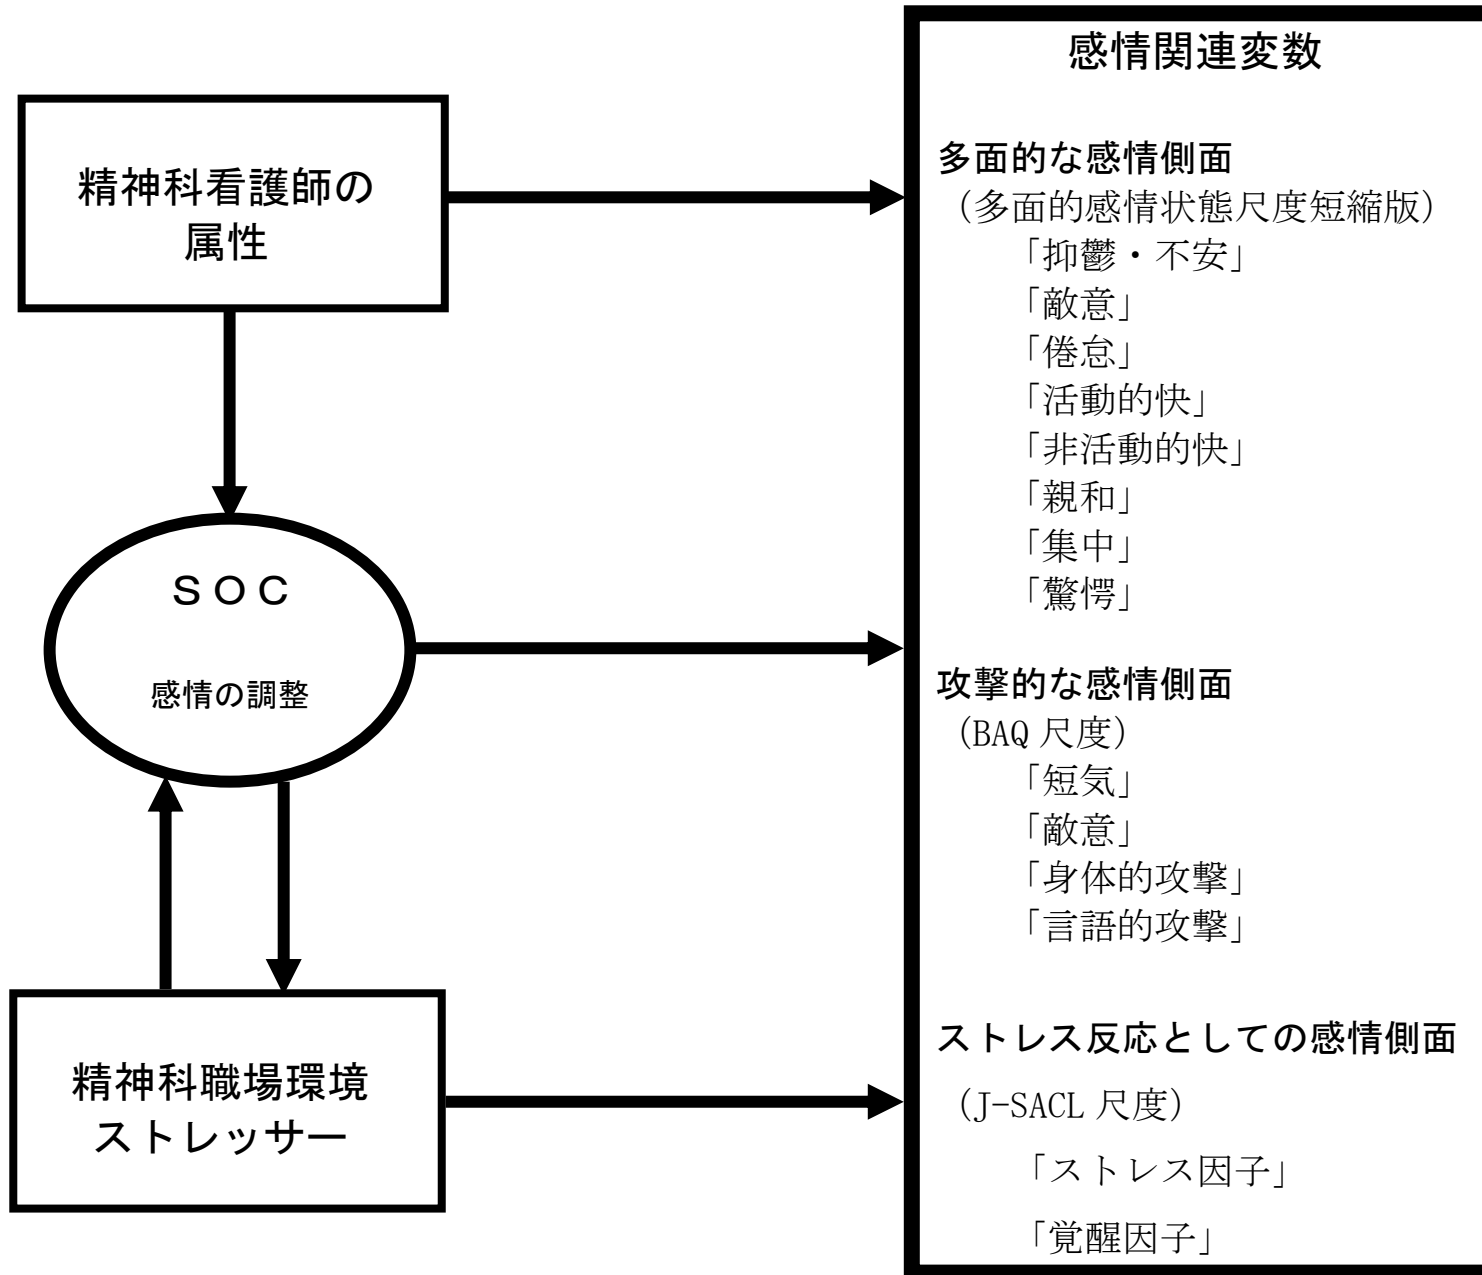 精神科看護師の
属性
ＳＯＣ
感情の調整
精神科職場環境
ストレッサー
感情関連変数
多面的な感情側面
（多面的感情状態尺度短縮版）
「抑鬱・不安」
「敵意」
「倦怠」
「活動的快」
「非活動的快」
「親和」
「集中」
「驚愕」
攻撃的な感情側面
（BAQ 尺度）
「短気」
「敵意」
「身体的攻撃」
「言語的攻撃」
ストレス反応としての感情側面
（J-SACL 尺度）
「ストレス因子」
「覚醒因子」